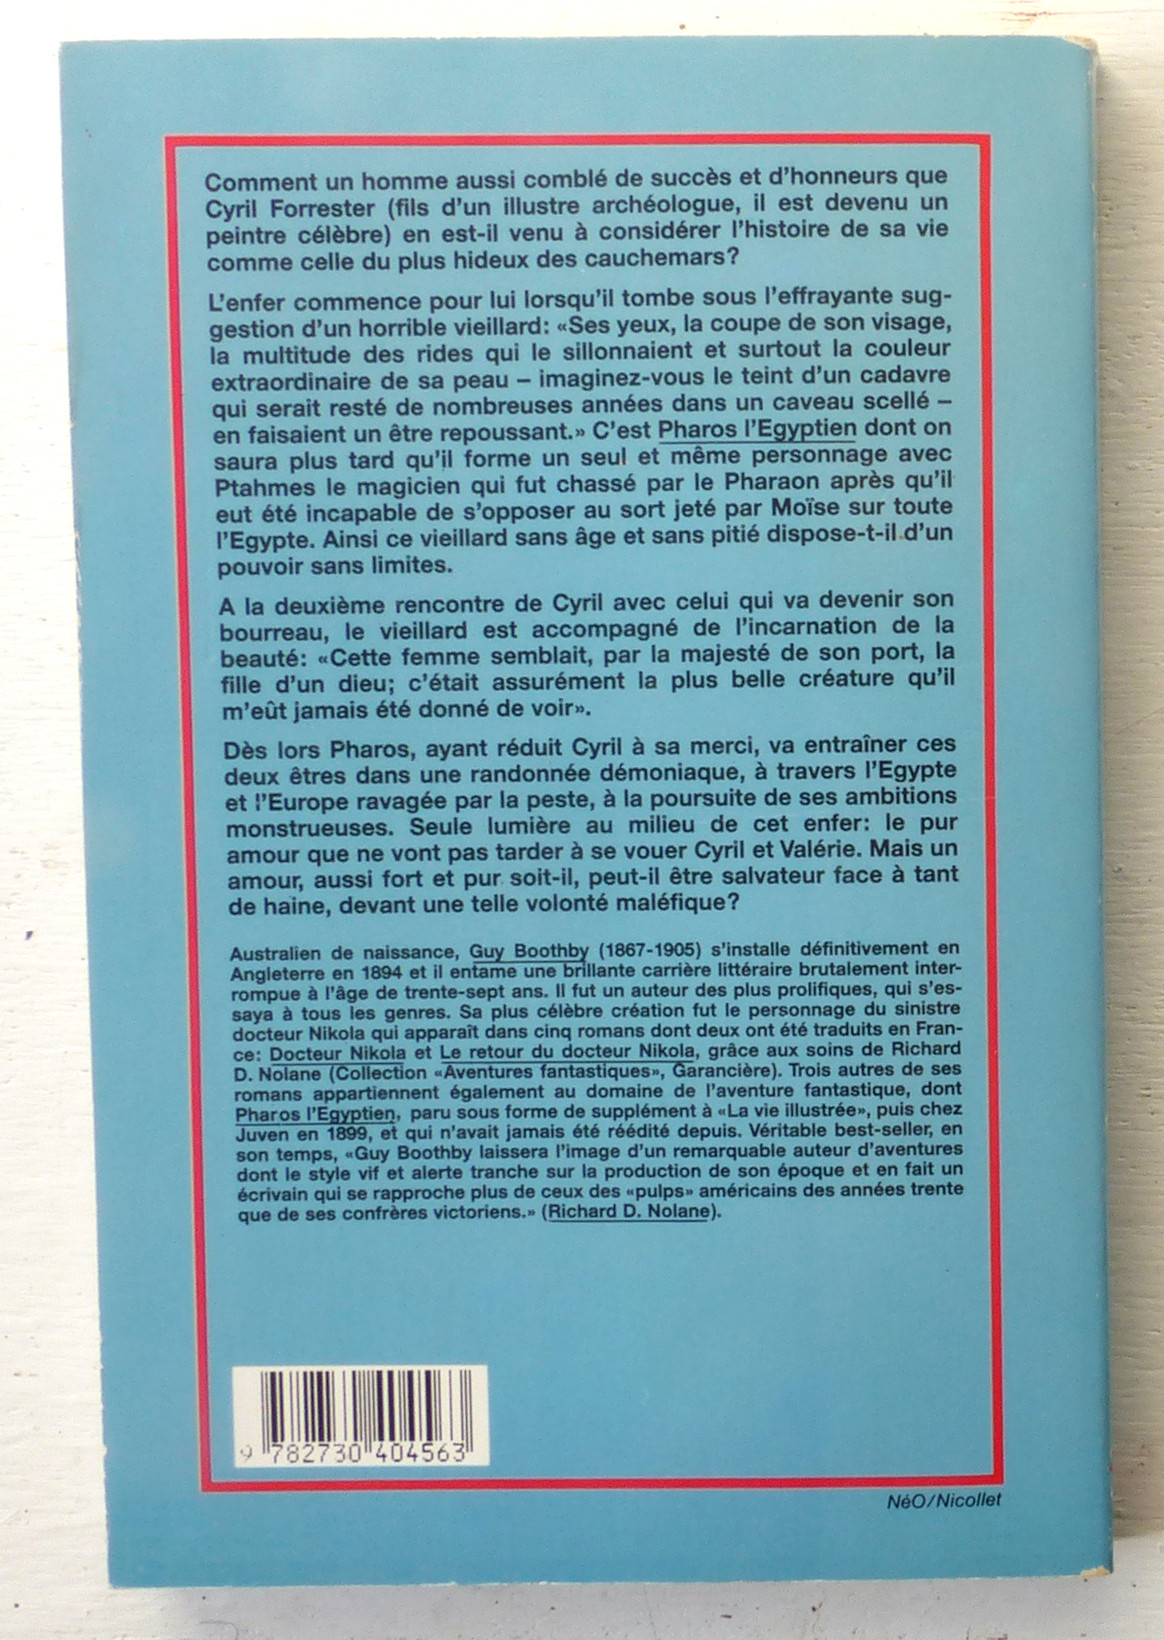 Comment un homme aussi comblé de succès et d'honneurs que
Cyril Forrester (fils d'un illustre archéologue, il est devenu un
peintre célèbre) en est-il venu à considérer l'histoire de sa vie
comme celle du plus hideux des cauchemars?
L'enfer commence pour lui lorsqu'il tombe sous l'effrayante sug-
gestion d'un horrible vieillard: «Ses yeux, la coupe de son visage,
la multitude des rides qui le sillonnaient et surtout la couleur
extraordinaire de sa peau – imaginez-vous le teint d'un cadavre
qui serait resté de nombreuses années dans un caveau scellé –
en faisaient un être repoussant.» C'est Pharos l'Egyptien dont on
saura plus tard qu'il forme un seul et même personnage avec
Ptahmes le magicien qui fut chassé par le Pharaon après qu'il
eut été incapable de s'opposer au sort jeté par Moïse sur toute
l'Egypte. Ainsi ce vieillard sans âge et sans pitié dispose-t-il d'un
pouvoir sans limites.
A la deuxième rencontre de Cyril avec celui qui va devenir son
bourreau, le vieillard est accompagné de l'incarnation de la
beauté: «Cette femme semblait, par la majesté de son port, la
fille d'un dieu; c'était assurément la plus belle créature qu'il
m'eût jamais été donné de voir».
Dès lors Pharos, ayant réduit Cyril à sa merci, va entraîner ces
deux êtres dans une randonnée démoniaque, à travers l'Egypte
et l'Europe ravagée par la peste, à la poursuite de ses ambitions
monstrueuses. Seule lumière au milieu de cet enfer: le pur
amour que ne vont pas tarder à se vouer Cyril et Valérie. Mais un
amour, aussi fort et pur soit-il, peut-il être salvateur face à tant
de haine, devant une telle volonté maléfique?
Australien de naissance, Guy Boothby (1867-1905) s'installe définitivement en
Angleterre en 1894 et il entame une brillante carrière littéraire brutalement inter-
rompue à l'âge de trente-sept ans. Il fut un auteur des plus prolifiques, qui s'es-
saya à tous les genres. Sa plus célèbre création fut le personnage du sinistre
docteur Nikola qui apparaît dans cinq romans dont deux ont été traduits en Fran-
ce: Docteur Nikola et Le retour du docteur Nikola, grâce aux soins de Richard
D. Nolane (Collection «Aventures fantastiques», Garancière). Trois autres de ses
romans appartiennent également au domaine de l'aventure fantastique, dont
Pharos l'Egyptien, paru sous forme de supplément à «La vie illustrée», puis chez
Juven en 1899, et qui n'avait jamais été réédité depuis. Véritable best-seller, en
son temps, «Guy Boothby laissera l'image d'un remarquable auteur d'aventures
dont le style vif et alerte tranche sur la production de son époque et en fait un
écrivain qui se rapproche plus de ceux des «pulps» américains des années trente
que de ses confrères victoriens.» (Richard D. Nolane).
9 782730 404563
NéO/Nicollet